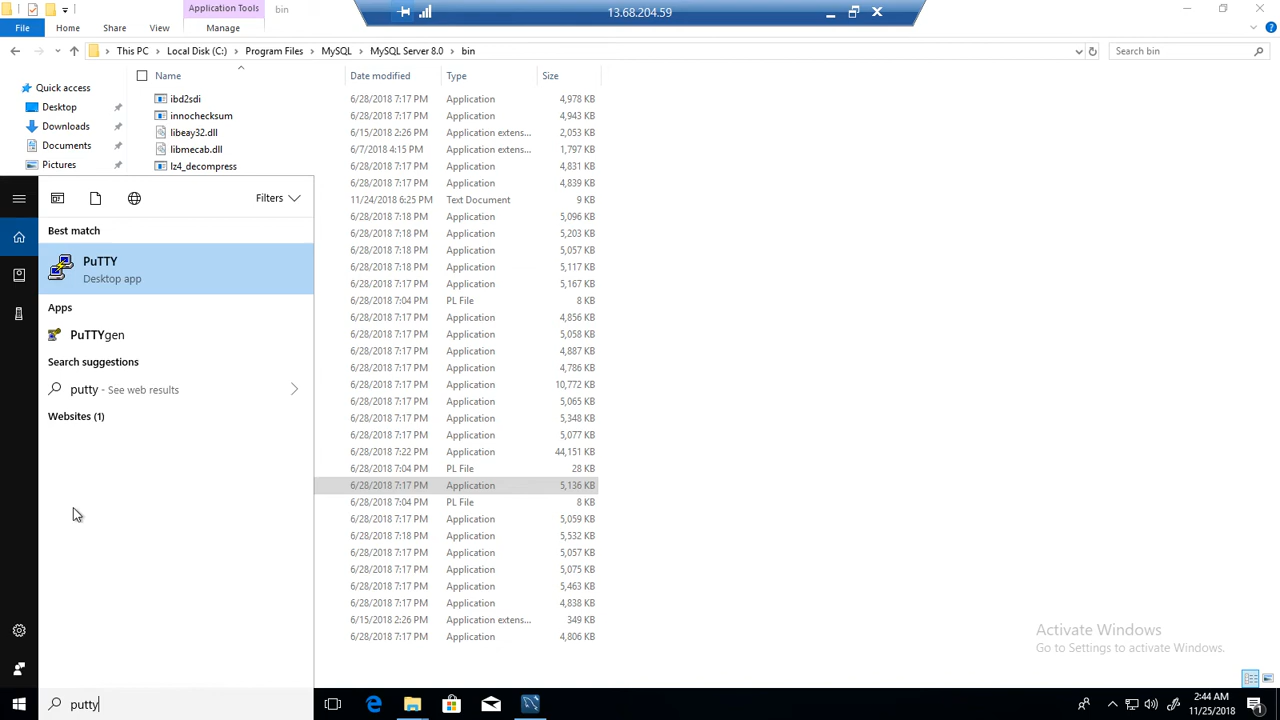 Application Tools
bin
13.68.204.59
File
Home
Share
View
Manage
This PC
Local Disk (C:)
Program Files
MySQL
MySQL Server 8.0
bin
Search bin
Quick access
Desktop
Downloads
Documents
Pictures
Name
Date modified
Type
Size
ibd2sdi
6/28/2018 7:17 PM Application 4,978 KB
innochecksum
6/28/2018 7:17 PM Application 4,943 KB
libeay32.dll
6/15/2018 2:26 PM Application extens... 2,053 KB
libmecab.dll
6/7/2018 4:15 PM Application extens... 1,797 KB
lz4_decompress
6/28/2018 7:17 PM Application 4,831 KB
6/28/2018 7:17 PM Application 4,839 KB
11/24/2018 6:25 PM Text Document 9 KB
6/28/2018 7:18 PM Application 5,096 KB
6/28/2018 7:18 PM Application 5,203 KB
6/28/2018 7:18 PM Application 5,057 KB
6/28/2018 7:18 PM Application 5,117 KB
6/28/2018 7:17 PM Application 5,167 KB
6/28/2018 7:04 PM PL File 8 KB
6/28/2018 7:17 PM Application 4,856 KB
6/28/2018 7:17 PM Application 5,058 KB
6/28/2018 7:17 PM Application 4,887 KB
6/28/2018 7:17 PM Application 4,786 KB
6/28/2018 7:17 PM Application 10,772 KB
6/28/2018 7:17 PM Application 5,065 KB
6/28/2018 7:17 PM Application 5,348 KB
6/28/2018 7:17 PM Application 5,077 KB
6/28/2018 7:22 PM Application 44,151 KB
6/28/2018 7:04 PM PL File 28 KB
6/28/2018 7:17 PM Application 5,136 KB
6/28/2018 7:04 PM PL File 8 KB
6/28/2018 7:17 PM Application 5,059 KB
6/28/2018 7:18 PM Application 5,532 KB
6/28/2018 7:17 PM Application 5,057 KB
6/28/2018 7:17 PM Application 5,075 KB
6/28/2018 7:17 PM Application 5,463 KB
6/28/2018 7:17 PM Application 4,838 KB
6/15/2018 2:26 PM Application extens... 349 KB
6/28/2018 7:17 PM Application 4,806 KB
Filters
Best match
PuTTY
Desktop app
Apps
PuTTYgen
Search suggestions
putty - See web results
Websites (1)
putty
Activate Windows
Go to Settings to activate Windows.
2:44 AM
11/25/2018
1